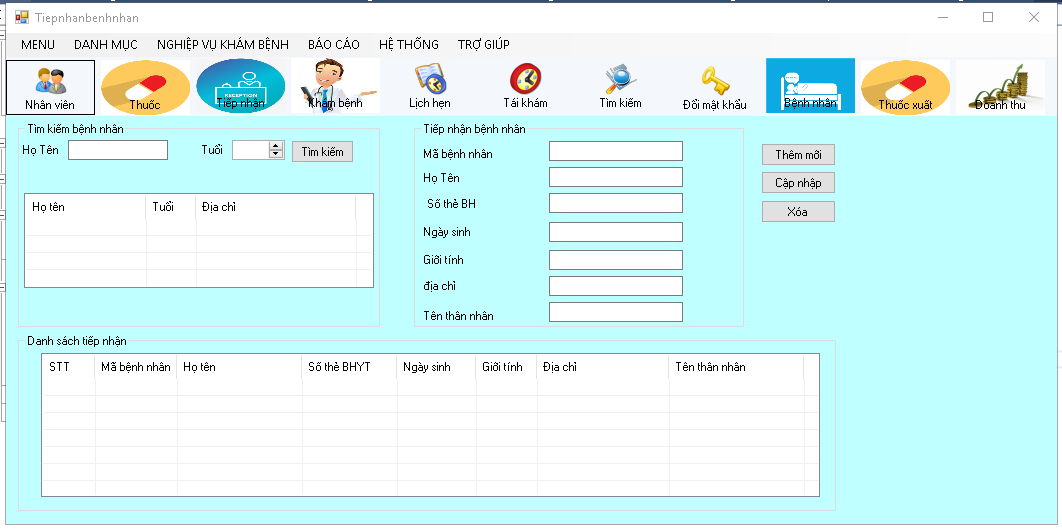 Tiepnhanbenhnhan
MENU DANH MỤC NGHIỆP VỤ KHÁM BỆNH BÁO CÁO HỆ THỐNG TRỢ GIÚP
RECEPTION
Nhân viên Thuốc Tiếp nhận Khám bệnh Lịch hẹn Tái khám Tìm kiếm Đổi mật khẩu Bệnh nhân Thuốc xuất Doanh thu
Tìm kiếm bệnh nhân
Họ Tên Tuổi Tìm kiếm
Họ tên Tuổi Địa chỉ
Tiếp nhận bệnh nhân
Mã bệnh nhân
Họ Tên
Số thẻ BH
Ngày sinh
Giới tính
địa chỉ
Tên thân nhân
Thêm mới
Cập nhập
Xóa
Danh sách tiếp nhận
STT Mã bệnh nhân Họ tên Số thẻ BHYT Ngày sinh Giới tính Địa chỉ Tên thân nhân